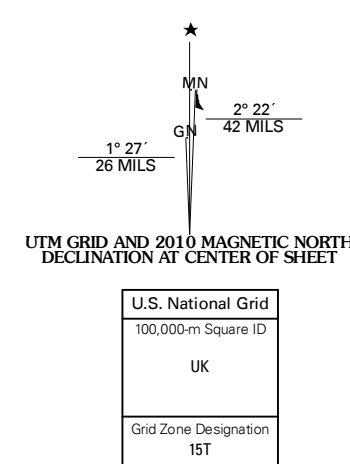 MN
GN
2° 22´
42 MILS
1° 27´
26 MILS
UTM GRID AND 2010 MAGNETIC NORTH
DECLINATION AT CENTER OF SHEET
U.S. National Grid
100,000-m Square ID
UK
Grid Zone Designation
15T